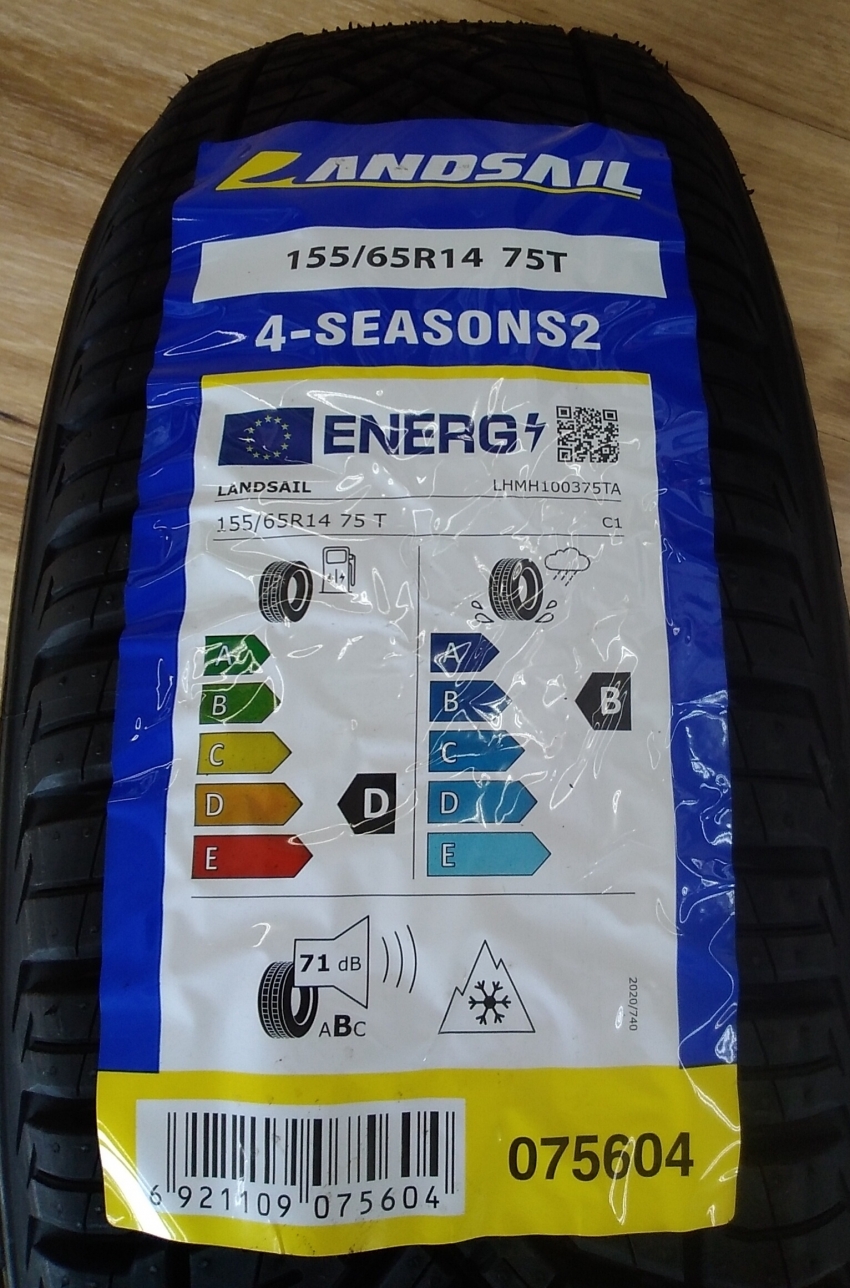 LANDSAIL
155/65R14 75T
4-SEASONS2
ENERG
LANDSAIL LHMH100375TA
155/65R14 75 T C1
A A
B B B
C C
D D D
E E
71 dB
ABC
2020/740
6 921109 075604
075604